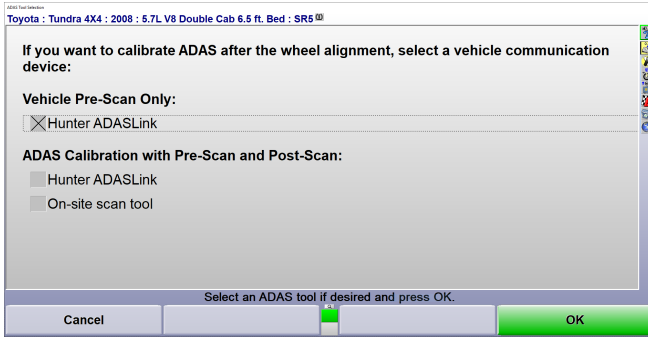 ADAS Tool Selection
Toyota : Tundra 4X4 : 2008 : 5.7L V8 Double Cab 6.5 ft. Bed : SR5
If you want to calibrate ADAS after the wheel alignment, select a vehicle communication
device:
Vehicle Pre-Scan Only:
Hunter ADASLink
ADAS Calibration with Pre-Scan and Post-Scan:
Hunter ADASLink
On-site scan tool
Select an ADAS tool if desired and press OK.
Cancel
OK